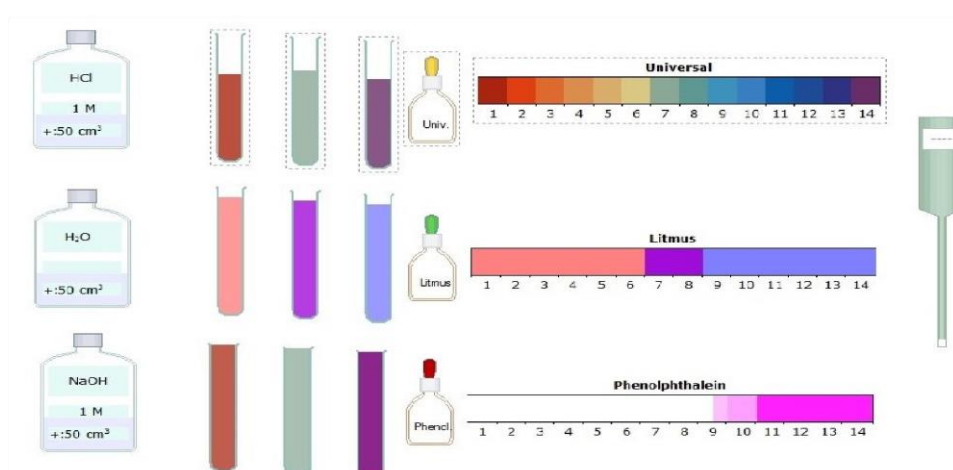 HCl
1 M
+:50 cm³
Univ.
Universal
1 2 3 4 5 6 7 8 9 10 11 12 13 14
H₂O
+:50 cm³
Litmus
Litmus
1 2 3 4 5 6 7 8 9 10 11 12 13 14
NaOH
1 M
+:50 cm³
Phencl.
Phenolphthalein
1 2 3 4 5 6 7 8 9 10 11 12 13 14